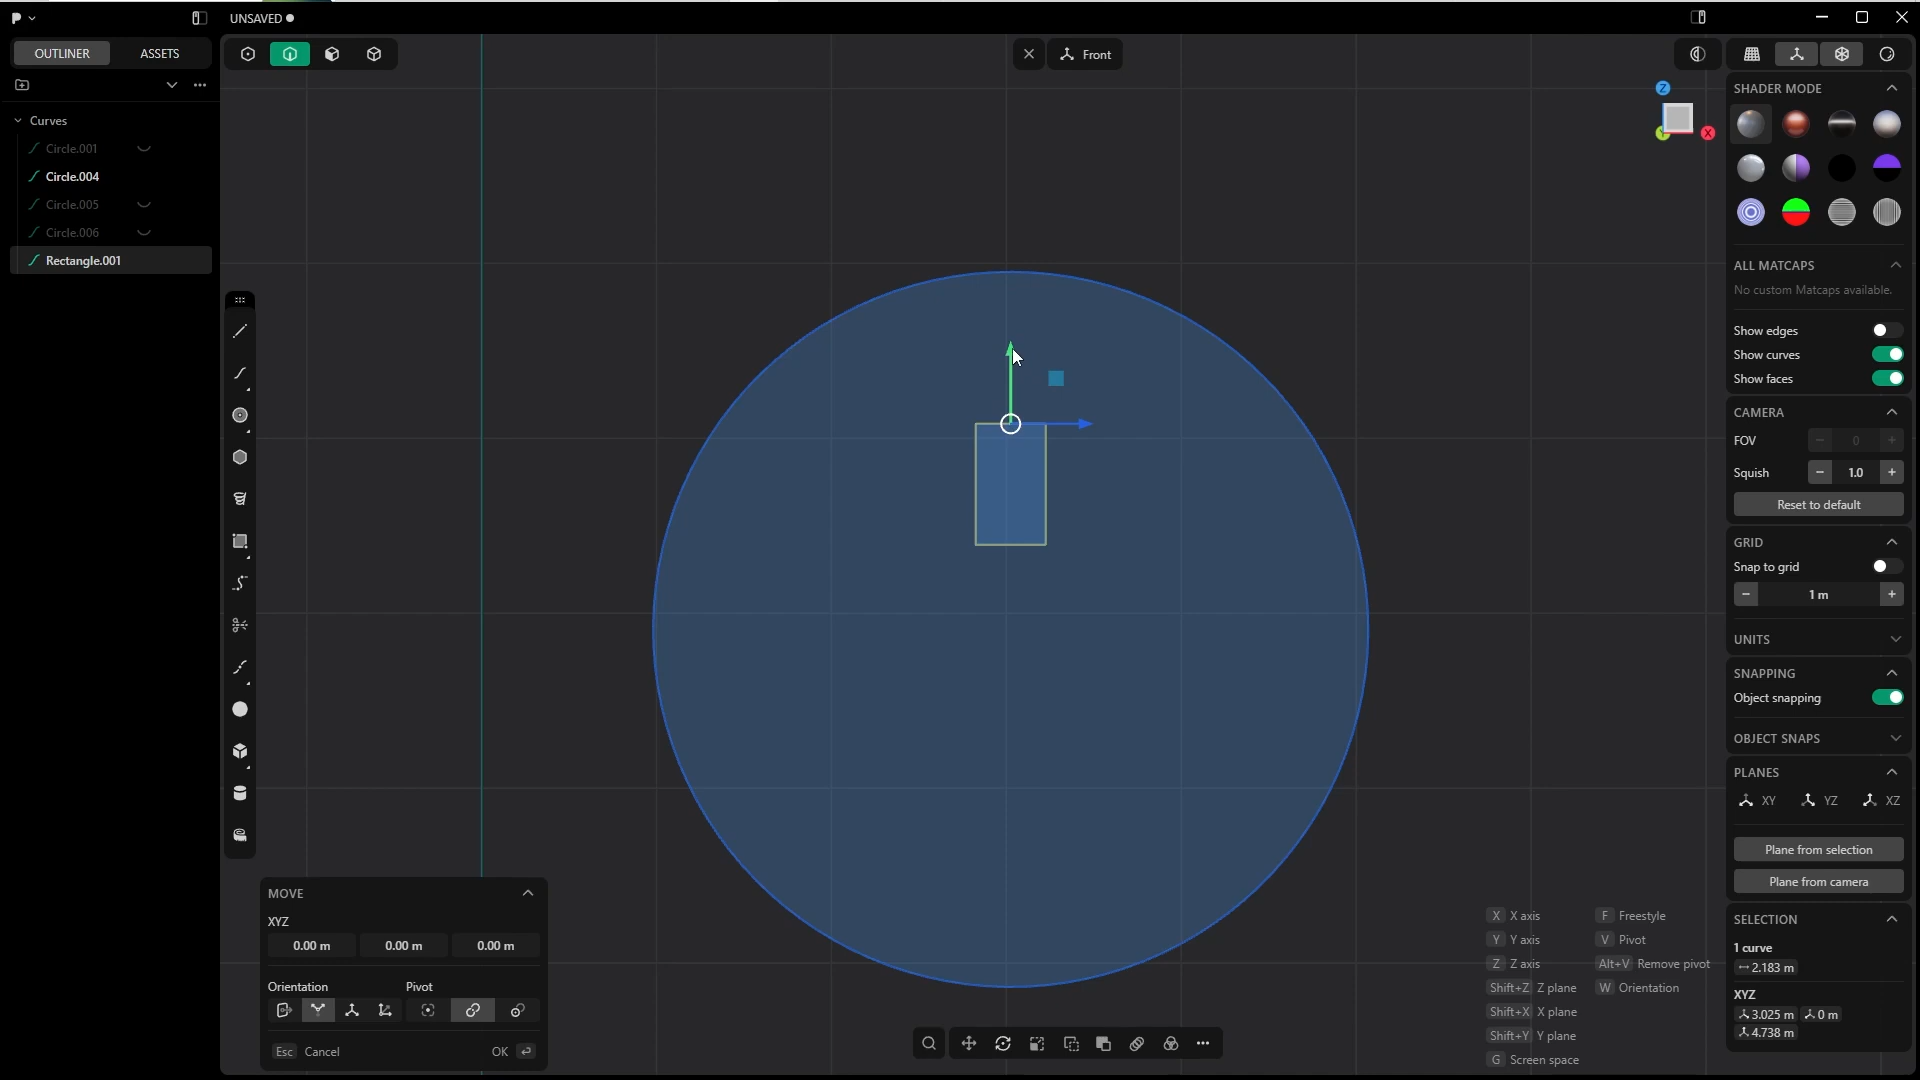 UNSAVED
OUTLINER
ASSETS
Front
Curves
Circle.001
Circle.004
Circle.005
Circle.006
Rectangle.001
Z
Y
X
SHADER MODE
ALL MATCAPS
No custom Matcaps available.
Show edges
Show curves
Show faces
CAMERA
FOV
− 0 +
Squish
− 1.0 +
Reset to default
GRID
Snap to grid
− 1 m +
UNITS
SNAPPING
Object snapping
OBJECT SNAPS
PLANES
XY YZ XZ
Plane from selection
Plane from camera
SELECTION
1 curve
2.183 m
XYZ
3.025 m 0 m
4.738 m
MOVE
XYZ
0.00 m 0.00 m 0.00 m
Orientation Pivot
Esc Cancel OK
X X axis F Freestyle
Y Y axis V Pivot
Z Z axis Alt+V Remove pivot
Shift+Z Z plane W Orientation
Shift+X X plane
Shift+Y Y plane
G Screen space